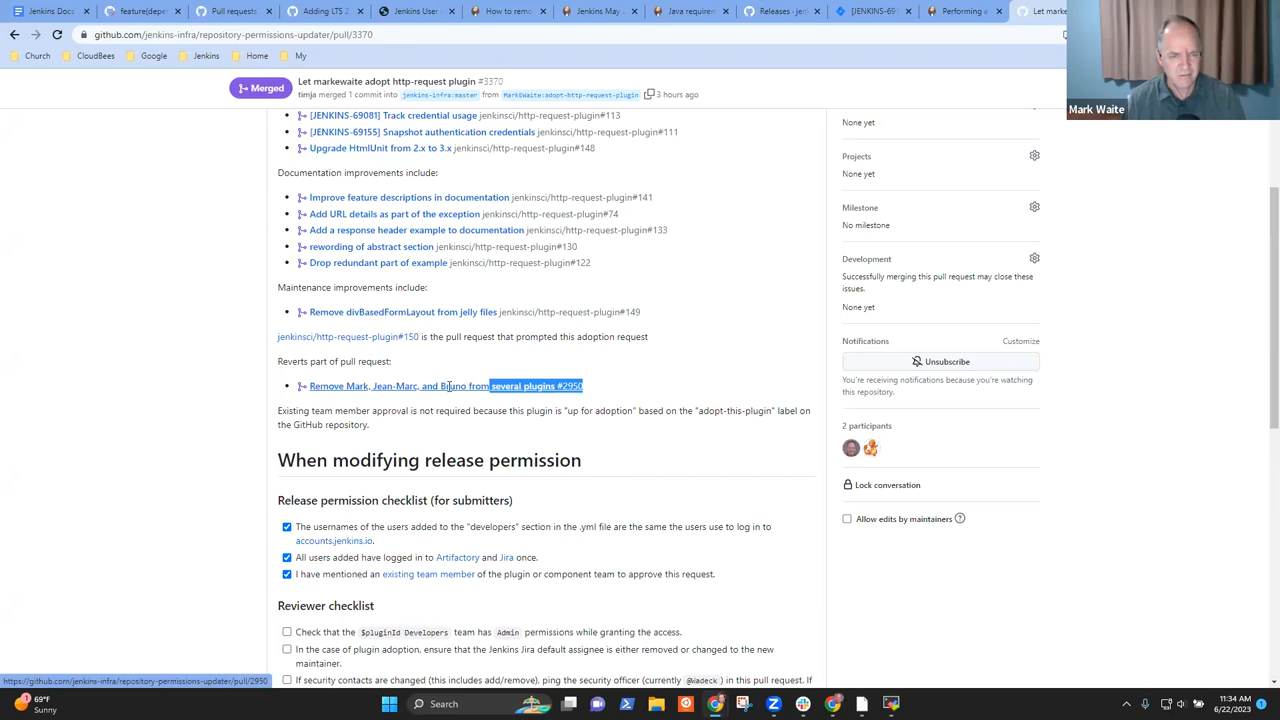 Jenkins Docs
feature(devel
Pull requests
Adding LTS 2
Jenkins User
Jenkins May
Java requirem
Releases - jen
[JENKINS-69
Performing a
Let marke
github.com/jenkins-infra/repository-permissions-updater/pull/3370
Church
CloudBees
Google
Jenkins
Home
My
Mark Waite
Merged
Let markewaite adopt http-request plugin #3370
timja merged 1 commit into jenkins-infra:master from MarkEWaite:adopt-http-request-plugin 3 hours ago
[JENKINS-69081] Track credential usage jenkinsci/http-request-plugin#113
[JENKINS-69155] Snapshot authentication credentials jenkinsci/http-request-plugin#111
Upgrade HtmlUnit from 2.x to 3.x jenkinsci/http-request-plugin#148
Documentation improvements include:
Improve feature descriptions in documentation jenkinsci/http-request-plugin#141
Add URL details as part of the exception jenkinsci/http-request-plugin#74
Add a response header example to documentation jenkinsci/http-request-plugin#133
rewording of abstract section jenkinsci/http-request-plugin#130
Drop redundant part of example jenkinsci/http-request-plugin#122
Maintenance improvements include:
Remove divBasedFormLayout from jelly files jenkinsci/http-request-plugin#149
jenkinsci/http-request-plugin#150 is the pull request that prompted this adoption request
Reverts part of pull request:
Remove Mark, Jean-Marc, and Bruno from several plugins #2950
Existing team member approval is not required because this plugin is "up for adoption" based on the "adopt-this-plugin" label on
the GitHub repository.
When modifying release permission
Release permission checklist (for submitters)
The usernames of the users added to the "developers" section in the .yml file are the same the users use to log in to
accounts.jenkins.io.
All users added have logged in to Artifactory and Jira once.
I have mentioned an existing team member of the plugin or component team to approve this request.
Reviewer checklist
Check that the $pluginId Developers team has Admin permissions while granting the access.
In the case of plugin adoption, ensure that the Jenkins Jira default assignee is either removed or changed to the new
maintainer.
If security contacts are changed (this includes add/remove), ping the security officer (currently @Wadeck) in this pull request. If
None yet
Projects
None yet
Milestone
No milestone
Development
Successfully merging this pull request may close these
issues.
None yet
Notifications
Customize
Unsubscribe
You're receiving notifications because you're watching
this repository.
2 participants
Lock conversation
Allow edits by maintainers
https://github.com/jenkins-infra/repository-permissions-updater/pull/2950
69°F
Sunny
Search
11:34 AM
6/22/2023